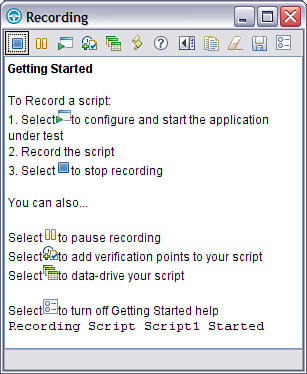 Recording
Getting Started
To Record a script:
1. Select to configure and start the application
under test
2. Record the script
3. Select to stop recording
You can also...
Select to pause recording
Select to add verification points to your script
Select to data-drive your script
Select to turn off Getting Started help
Recording Script Script1 Started